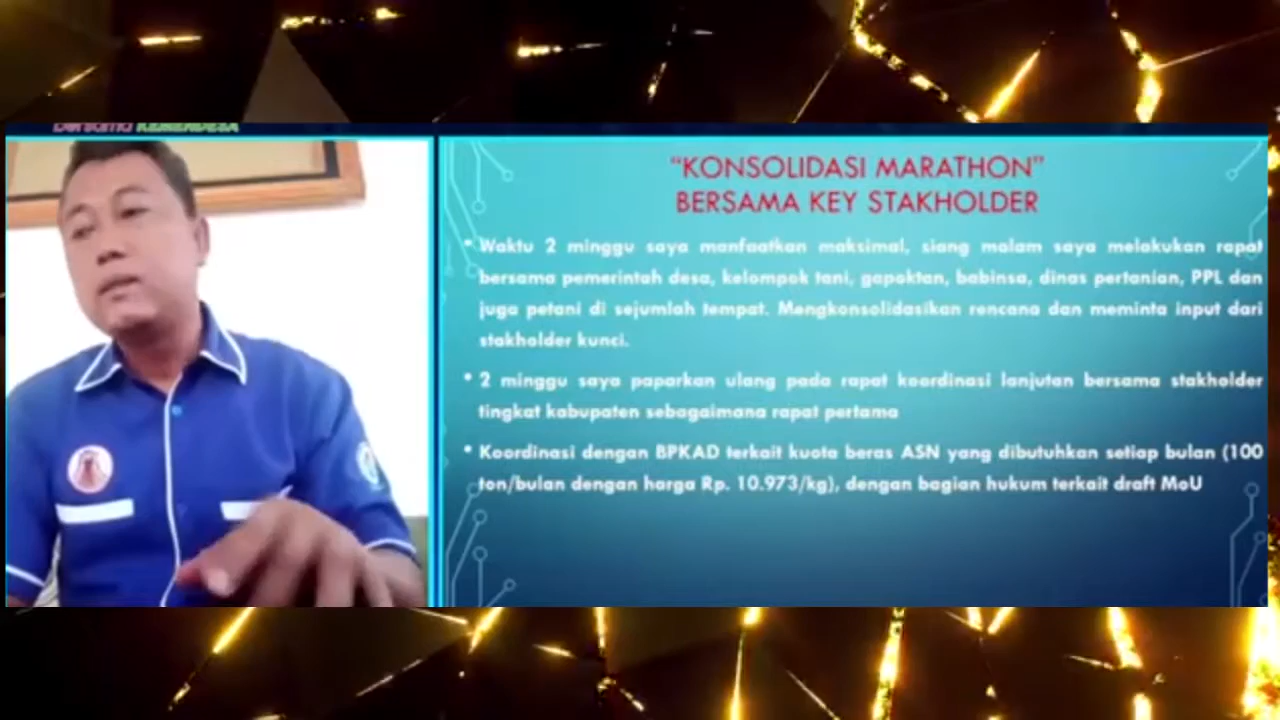 Bersama KEMENDESA
“KONSOLIDASI MARATHON”
BERSAMA KEY STAKHOLDER
• Waktu 2 minggu saya manfaatkan maksimal, siang malam saya melakukan rapat
bersama pemerintah desa, kelompok tani, gapoktan, babinsa, dinas pertanian, PPL dan
juga petani di sejumlah tempat. Mengkonsolidasikan rencana dan meminta input dari
stakholder kunci.
• 2 minggu saya paparkan ulang pada rapat koordinasi lanjutan bersama stakholder
tingkat kabupaten sebagaimana rapat pertama
• Koordinasi dengan BPKAD terkait kuota beras ASN yang dibutuhkan setiap bulan (100
ton/bulan dengan harga Rp. 10.973/kg), dengan bagian hukum terkait draft MoU